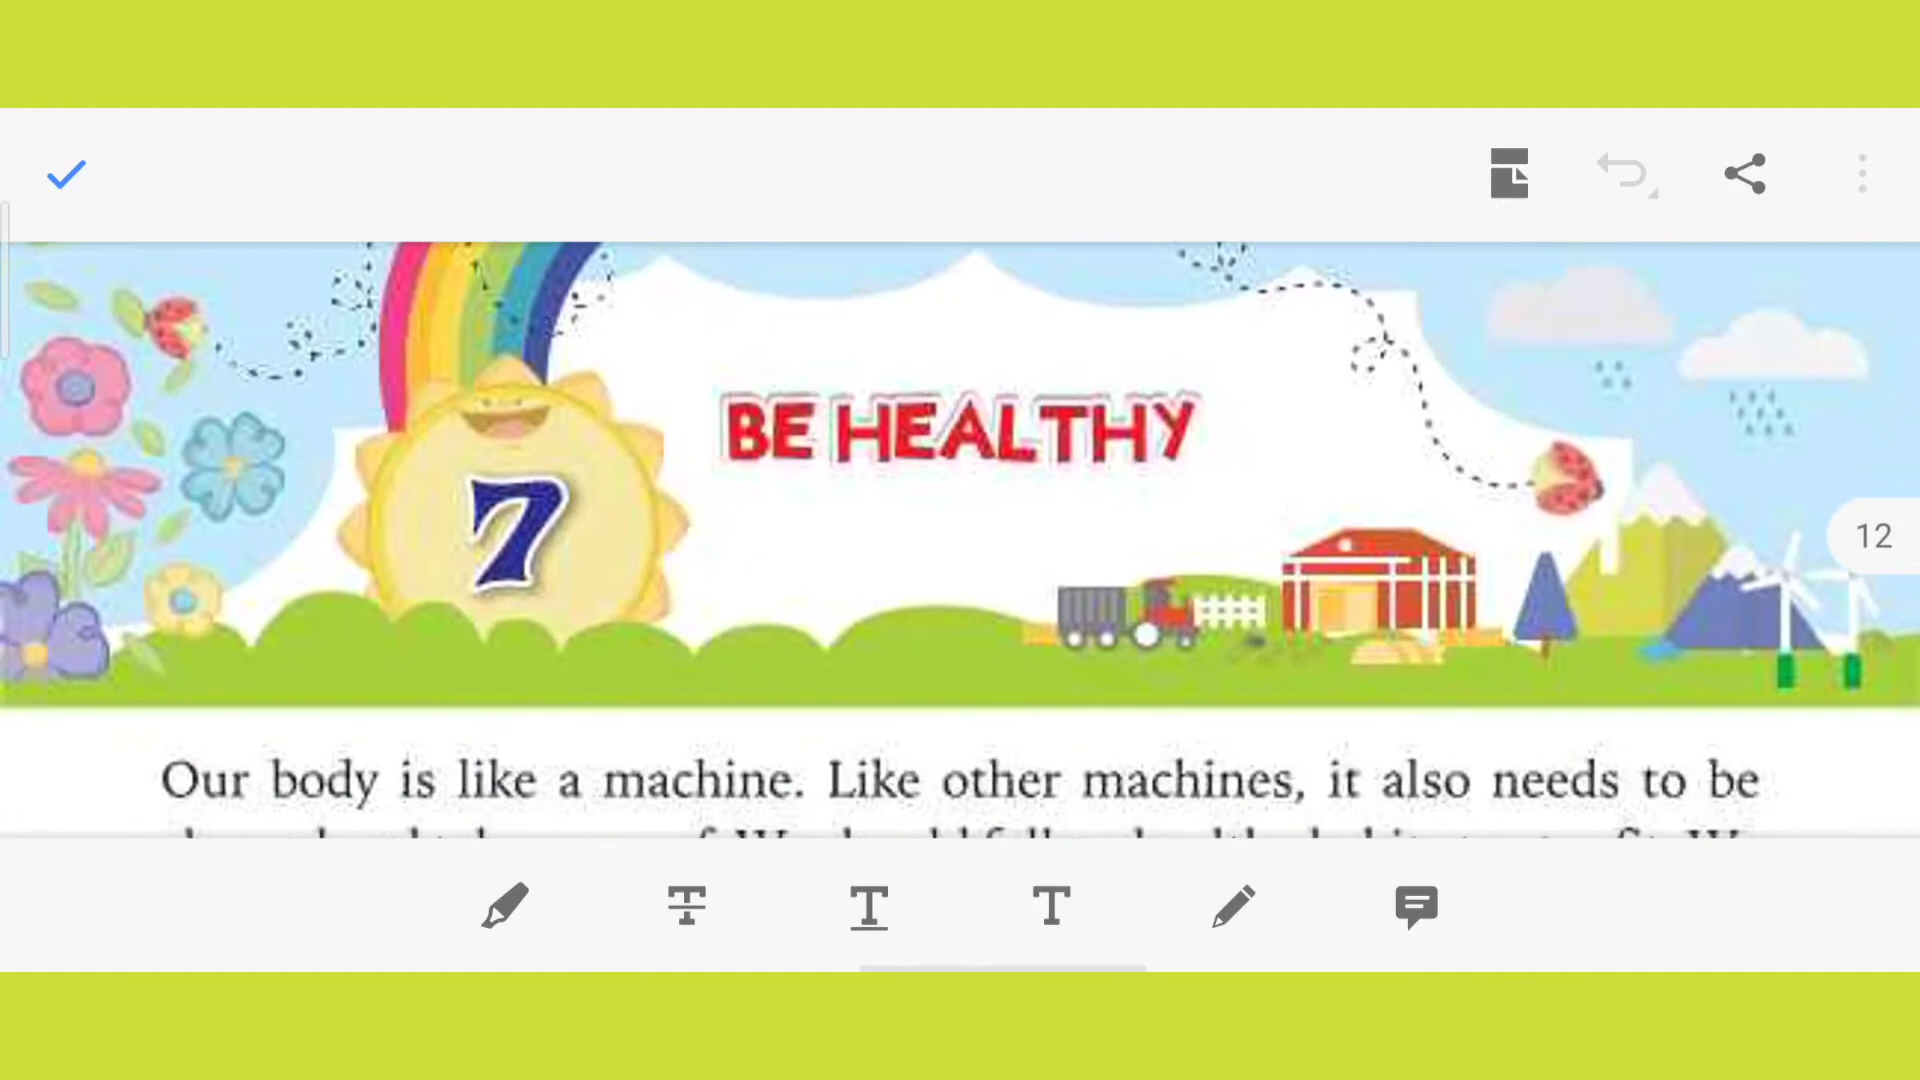 BE HEALTHY
7
12
Our body is like a machine. Like other machines, it also needs to be